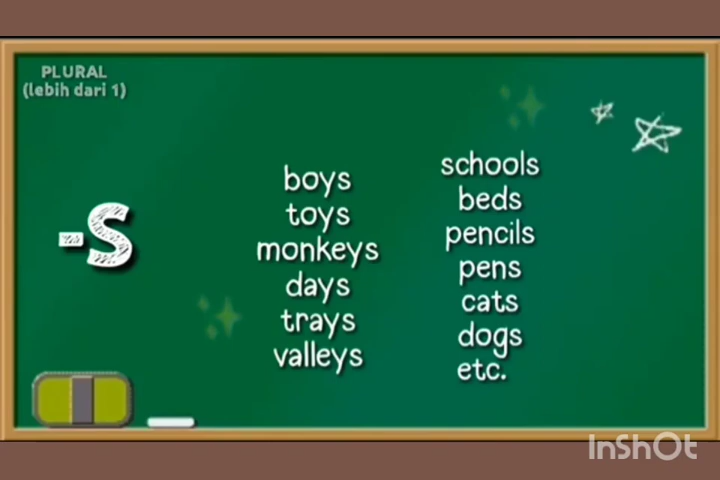 PLURAL
(lebih dari 1)
-S
boys
toys
monkeys
days
trays
valleys
schools
beds
pencils
pens
cats
dogs
etc.
InShOt